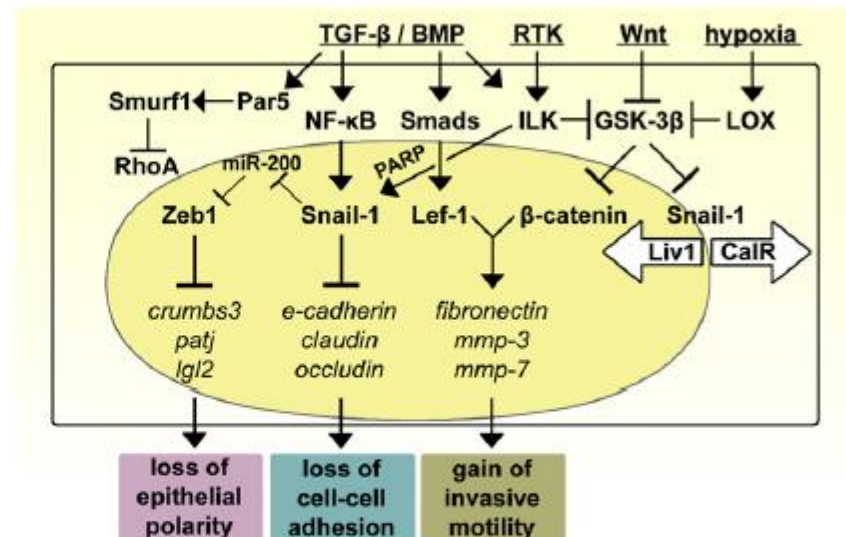 TGF-β / BMP RTK Wnt hypoxia
Smurf1 Par5
NF-κB Smads ILK GSK-3β LOX
RhoA miR-200 PARP
Zeb1 Snail-1 Lef-1 β-catenin Snail-1
Liv1 CalR
crumbs3 e-cadherin fibronectin
patj claudin mmp-3
lgl2 occludin mmp-7
loss of epithelial polarity
loss of cell-cell adhesion
gain of invasive motility